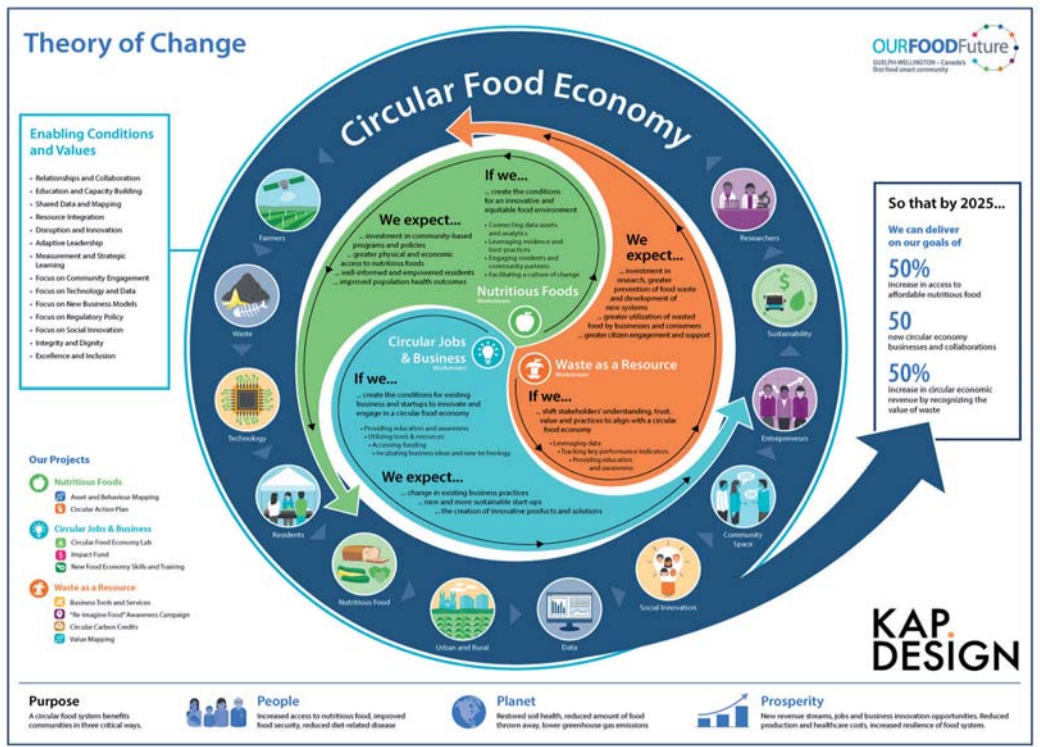 Theory of Change
OURFOODFuture
GUELPH-WELLINGTON – Canada's
first food smart community
Circular Food Economy
Enabling Conditions
and Values
• Relationships and Collaboration
• Education and Capacity Building
• Shared Data and Mapping
• Resource Integration
• Disruption and Innovation
• Adaptive Leadership
• Measurement and Strategic
Learning
• Focus on Community Engagement
• Focus on Technology and Data
• Focus on New Business Models
• Focus on Regulatory Policy
• Focus on Social Innovation
• Integrity and Dignity
• Excellence and Inclusion
Farmers
Waste
Technology
Residents
Nutritious Food
Urban and Rural
Data
Social Innovation
Community
Space
Entrepreneurs
Sustainability
Researchers
If we...
... create the conditions
for an innovative and
equitable food environment
• Connecting data assets
and analytics
• Leveraging evidence and
best practices
• Engaging residents and
community partners
• Facilitating a culture of change
We expect...
... investment in community-based
programs and policies
... greater physical and economic
access to nutritious foods
... well-informed and empowered residents
... improved population health outcomes
Nutritious Foods
Workstream
We
expect...
... investment in
research, greater
prevention of food waste
and development of
new systems
... greater utilization of wasted
food by businesses and consumers
... greater citizen engagement and support
Waste as a Resource
Workstream
If we...
... shift stakeholders' understanding, trust,
value and practices to align with a circular
food economy
• Leveraging data
• Tracking key performance indicators
• Providing education
and awareness
Circular Jobs
& Business
Workstream
If we...
... create the conditions for existing
business and startups to innovate and
engage in a circular food economy
• Providing education and awareness
• Utilizing tools & resources
• Accessing funding
• Incubating business ideas and new technology
We expect...
... change in existing business practices
... new and more sustainable start-ups
... the creation of innovative products and solutions
So that by 2025...
We can deliver
on our goals of
50%
increase in access to
affordable nutritious food
50
new circular economy
businesses and collaborations
50%
increase in circular economic
revenue by recognizing the
value of waste
Our Projects
Nutritious Foods
Asset and Behaviour Mapping
Circular Action Plan
Circular Jobs & Business
Circular Food Economy Lab
Impact Fund
New Food Economy Skills and Training
Waste as a Resource
Business Tools and Services
"Re-imagine Food" Awareness Campaign
Circular Carbon Credits
Value Mapping
KAP.
DESIGN
Purpose
A circular food system benefits
communities in three critical ways.
People
Increased access to nutritious food, improved
food security, reduced diet-related disease
Planet
Restored soil health, reduced amount of food
thrown away, lower greenhouse gas emissions
Prosperity
New revenue streams, jobs and business innovation opportunities. Reduced
production and healthcare costs, increased resilience of food system.